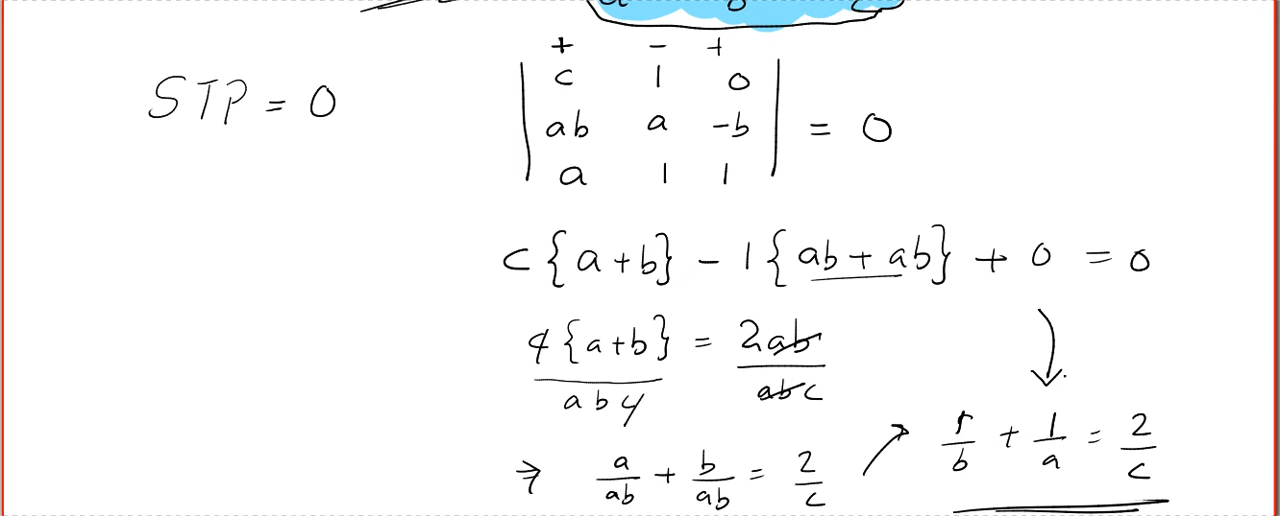 + - +
STP = 0 | c 1 0 |
| ab a -b | = 0
| a 1 1 |
c{a+b} - 1{ab+ab} + 0 = 0
c{a+b}/abc = 2ab/abc
⇒ a/ab + b/ab = 2/c → 1/b + 1/a = 2/c